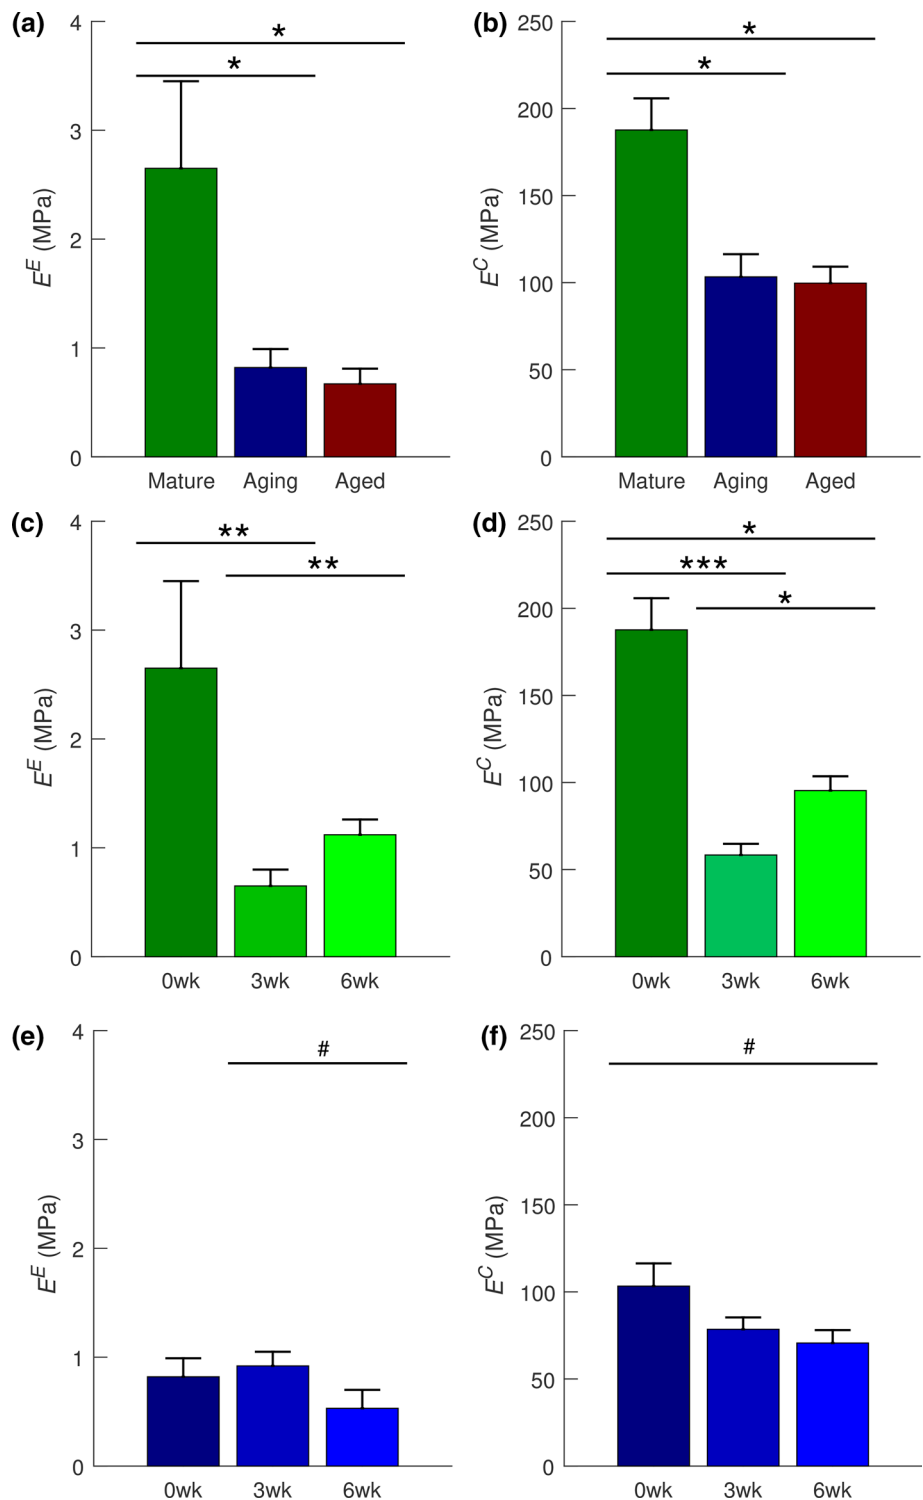 (a)
4
3
2
1
0
E^E (MPa)
*
*
Mature Aging Aged
(b)
250
200
150
100
50
0
E^C (MPa)
*
*
Mature Aging Aged
(c)
4
3
2
1
0
E^E (MPa)
**
**
0wk 3wk 6wk
(d)
250
200
150
100
50
0
E^C (MPa)
*
***
*
0wk 3wk 6wk
(e)
4
3
2
1
0
E^E (MPa)
#
0wk 3wk 6wk
(f)
250
200
150
100
50
0
E^C (MPa)
#
0wk 3wk 6wk